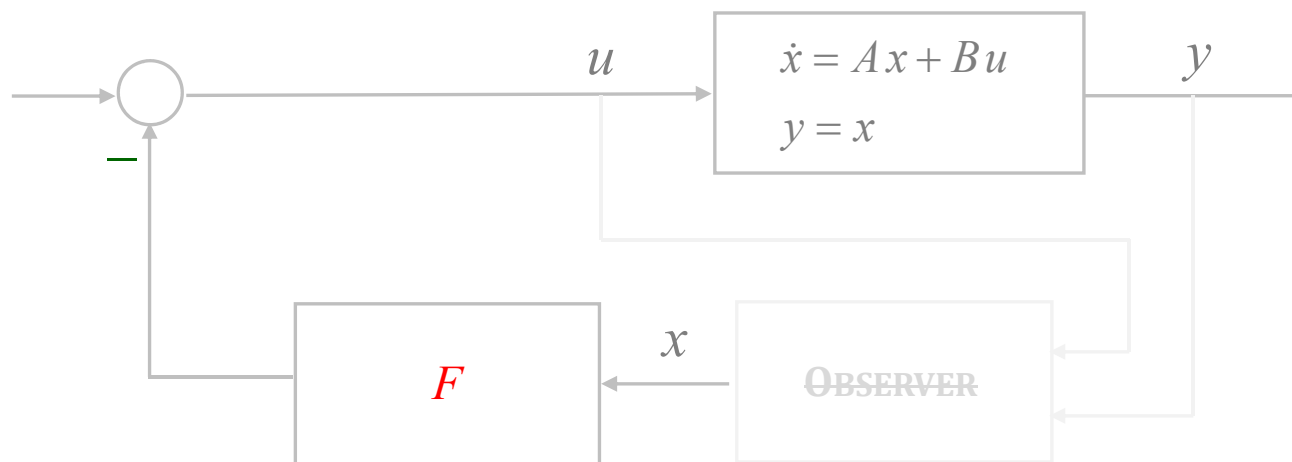 u
ẋ = Ax + Bu
y
y = x
−
x
F
OBSERVER